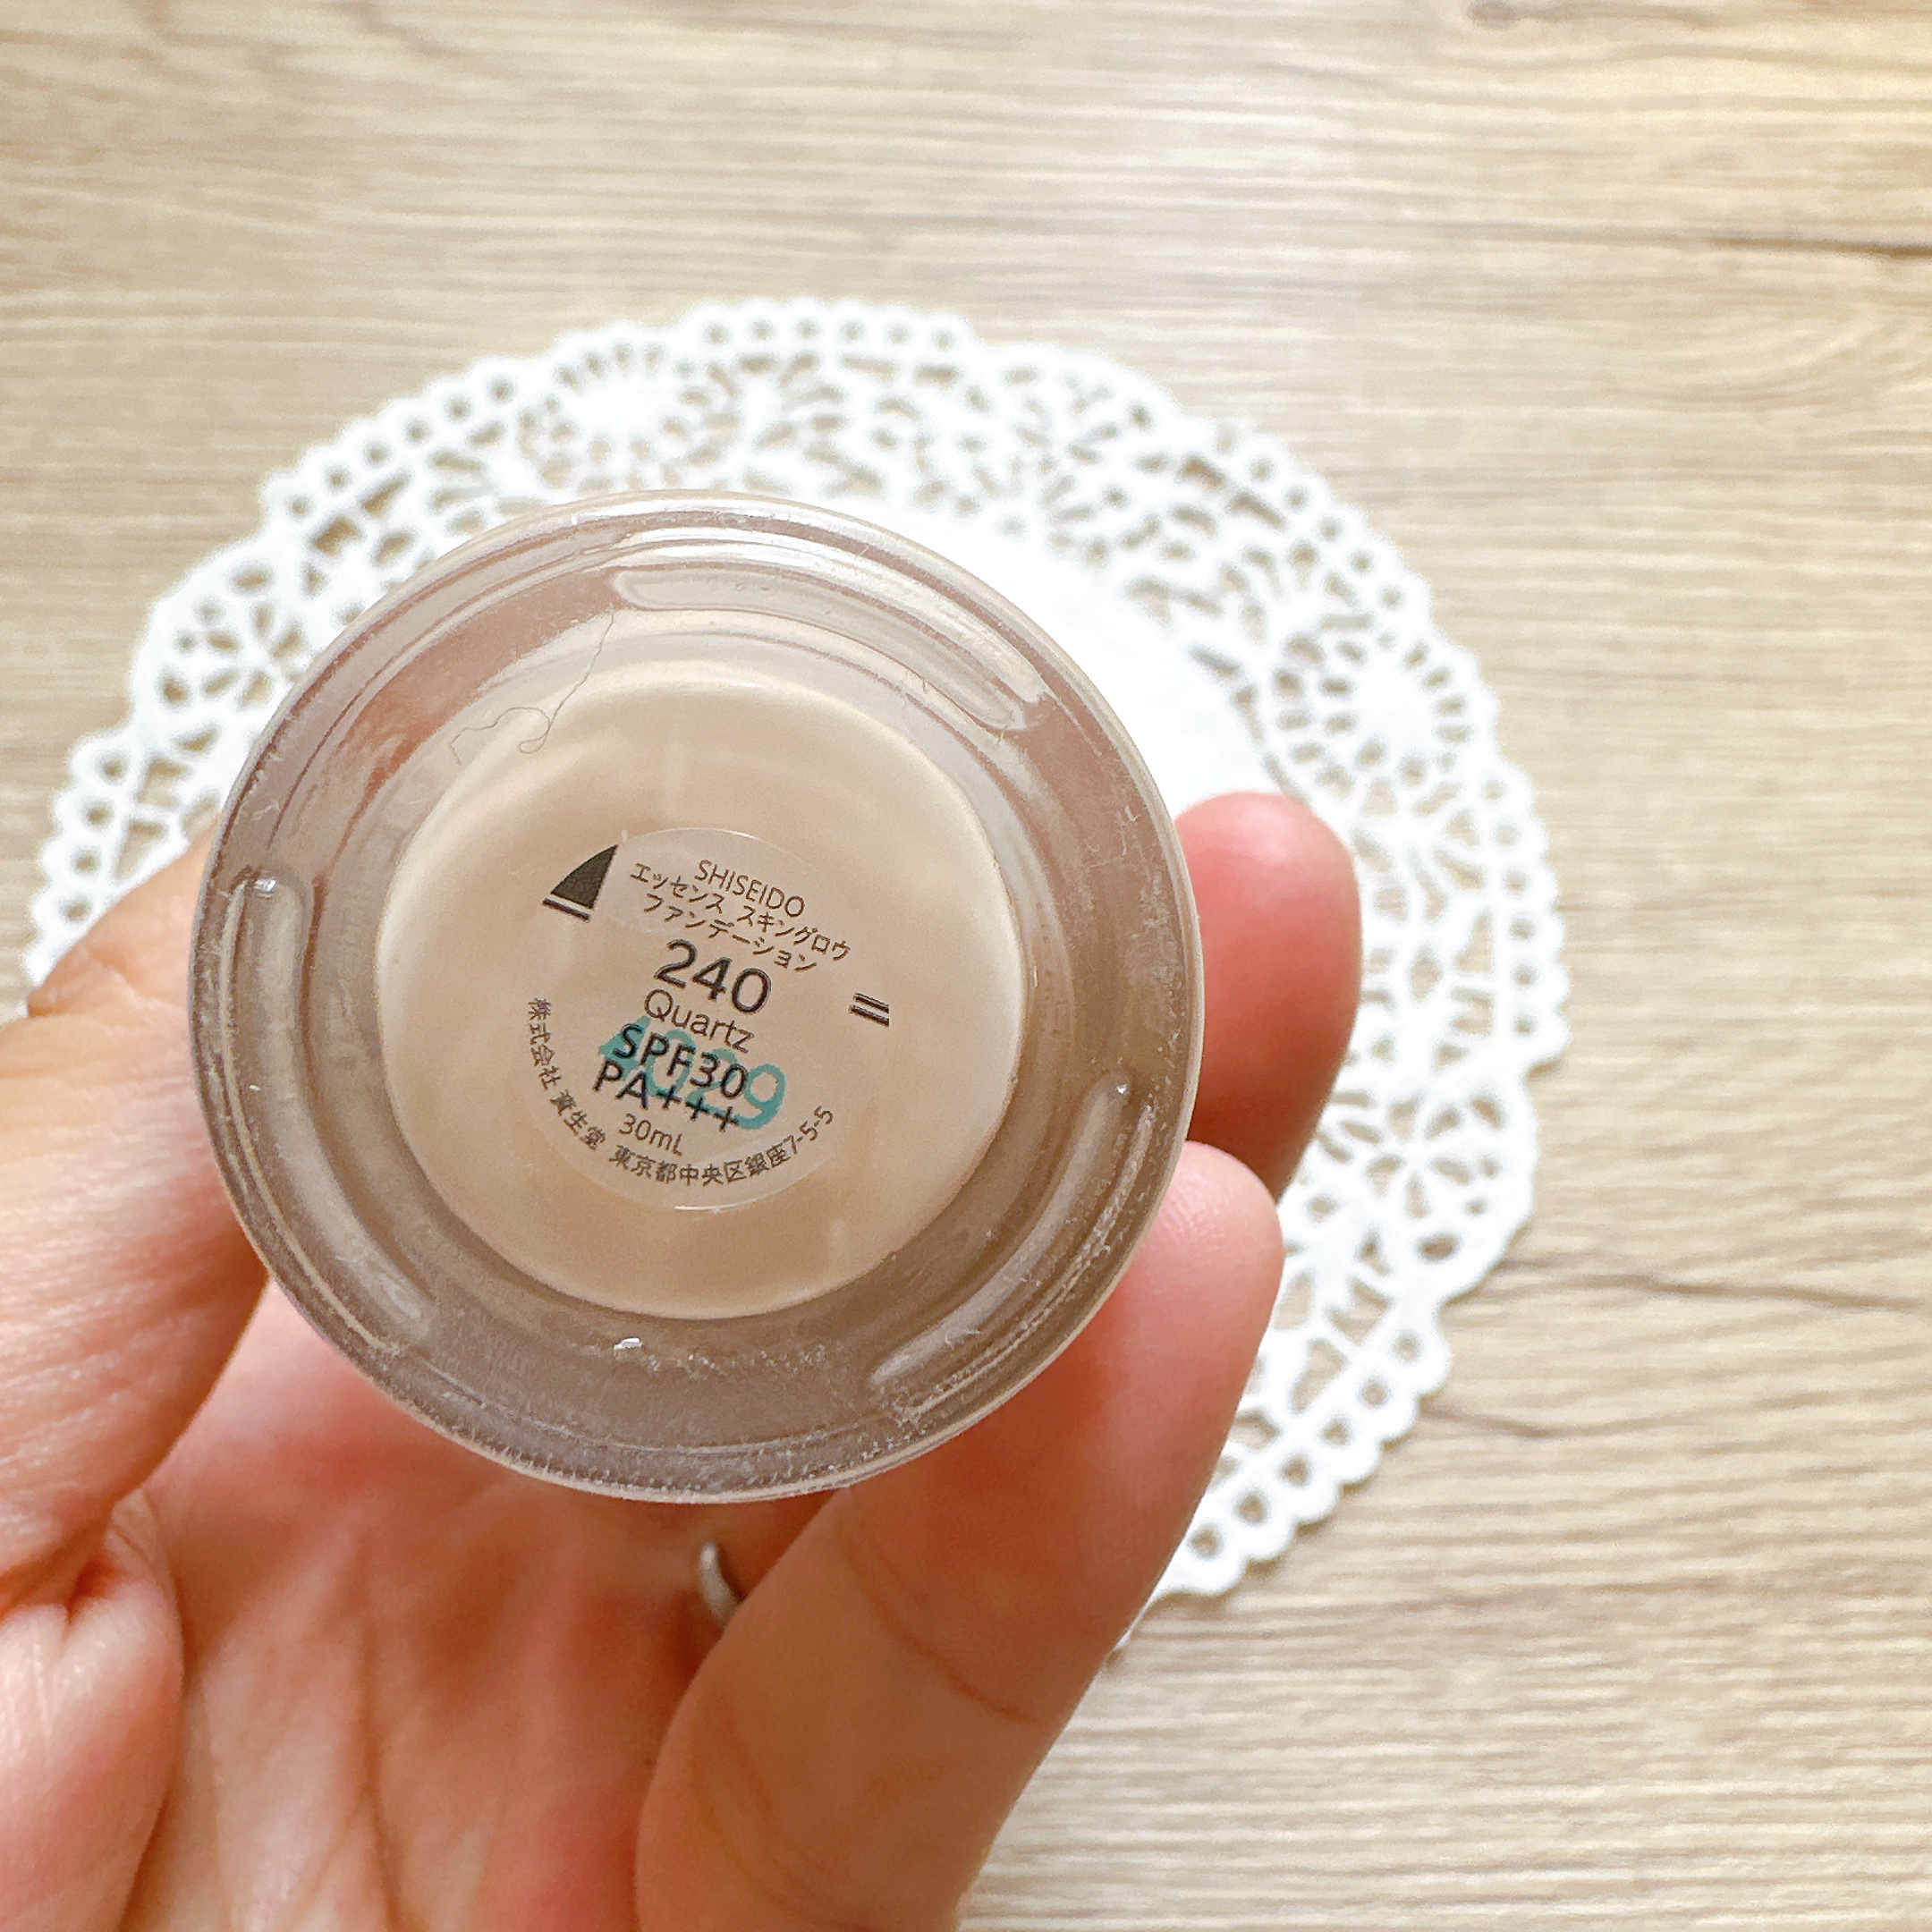 SHISEIDO
エッセンス スキングロウ
ファンデーション
240
Quartz
SPF30
PA+++
30mL
株式会社 資生堂 東京都中央区銀座7-5-5